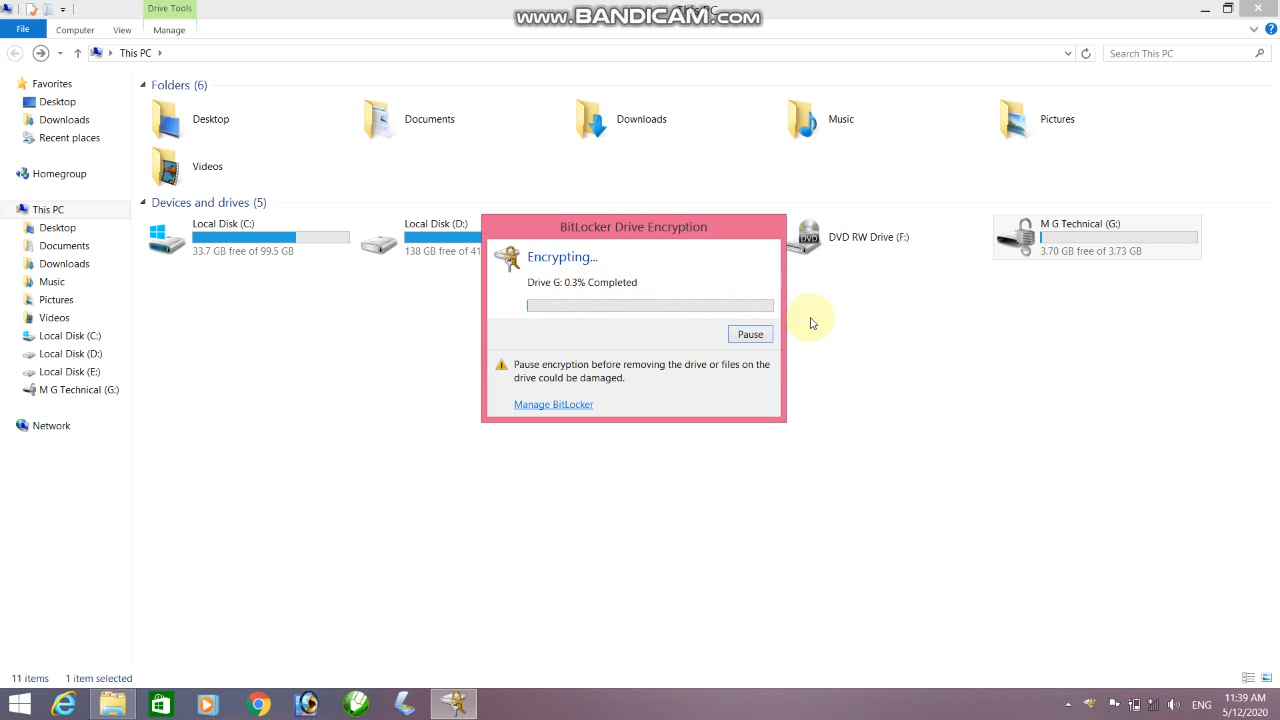 Drive Tools
www.BANDICAM.com
File
Computer
View
Manage
This PC
Search This PC
Favorites
Desktop
Downloads
Recent places
Homegroup
This PC
Desktop
Documents
Downloads
Music
Pictures
Videos
Local Disk (C:)
Local Disk (D:)
Local Disk (E:)
M G Technical (G:)
Network
Folders (6)
Desktop
Documents
Downloads
Music
Pictures
Videos
Devices and drives (5)
Local Disk (C:)
33.7 GB free of 99.5 GB
Local Disk (D:)
138 GB free of 41
DVD RW Drive (F:)
M G Technical (G:)
3.70 GB free of 3.73 GB
BitLocker Drive Encryption
Encrypting...
Drive G: 0.3% Completed
Pause
Pause encryption before removing the drive or files on the
drive could be damaged.
Manage BitLocker
11 items
1 item selected
ENG
11:39 AM
5/12/2020